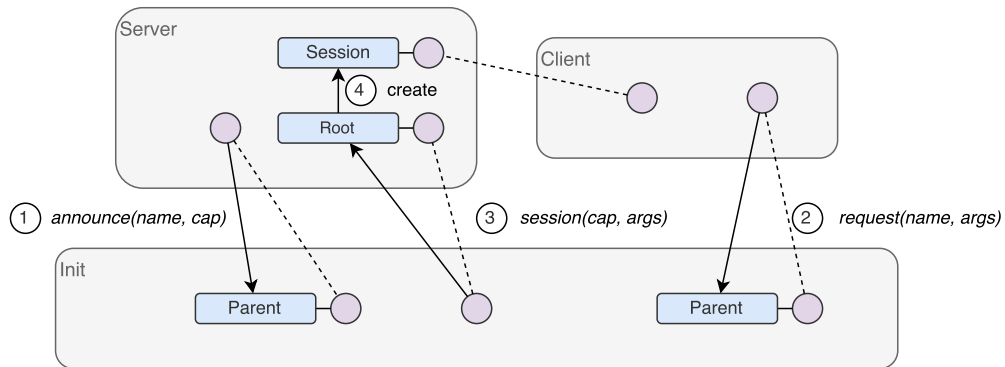 Server
Session
Client
4 create
Root
1 announce(name, cap)
3 session(cap, args)
2 request(name, args)
Init
Parent
Parent